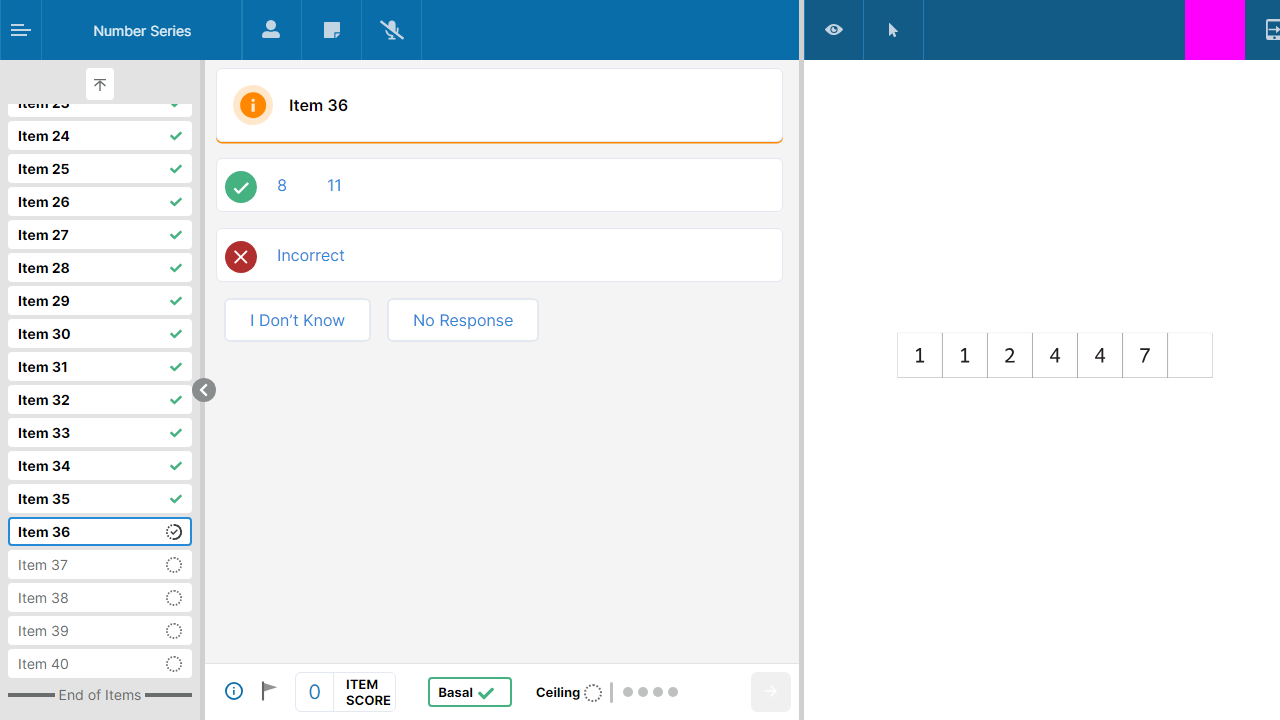 Number Series
Item 23
Item 24
Item 25
Item 26
Item 27
Item 28
Item 29
Item 30
Item 31
Item 32
Item 33
Item 34
Item 35
Item 36
Item 37
Item 38
Item 39
Item 40
End of Items
Item 36
8 11
Incorrect
I Don’t Know No Response
0 ITEM SCORE
Basal
Ceiling
1 1 2 4 4 7